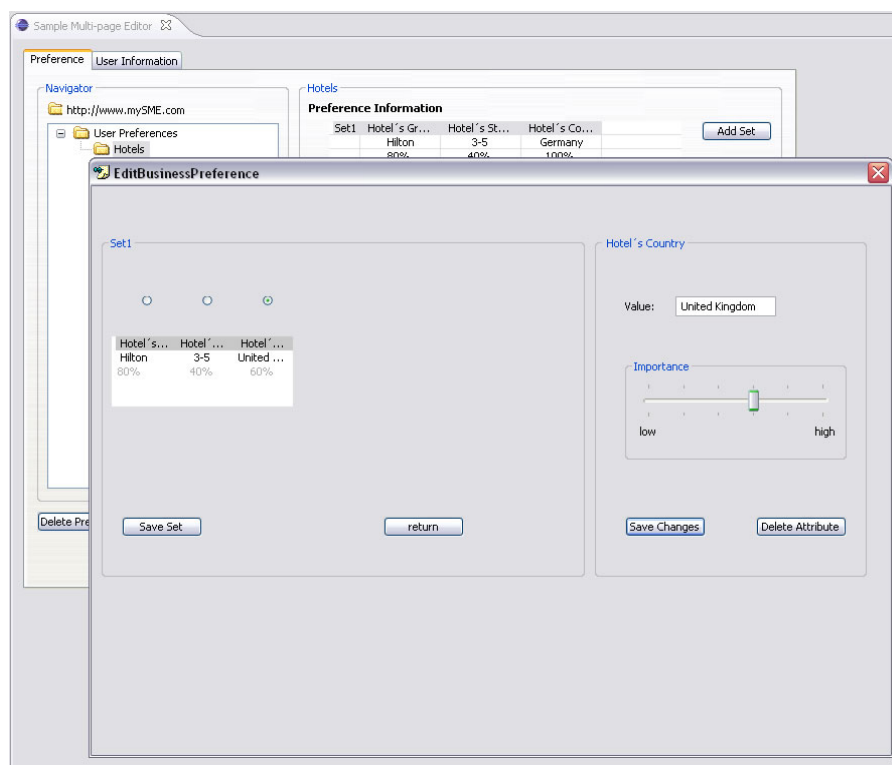 Sample Multi-page Editor
Preference User Information
Navigator
http://www.mySME.com
User Preferences
Hotels
Delete Pre
Hotels
Preference Information
Set1 Hotel´s Gr... Hotel´s St... Hotel´s Co...
Hilton 3-5 Germany
80% 40% 100%
Add Set
EditBusinessPreference
Set1
Hotel´s... Hotel´... Hotel´...
Hilton 3-5 United ...
80% 40% 60%
Save Set return
Hotel´s Country
Value: United Kingdom
Importance
low high
Save Changes Delete Attribute